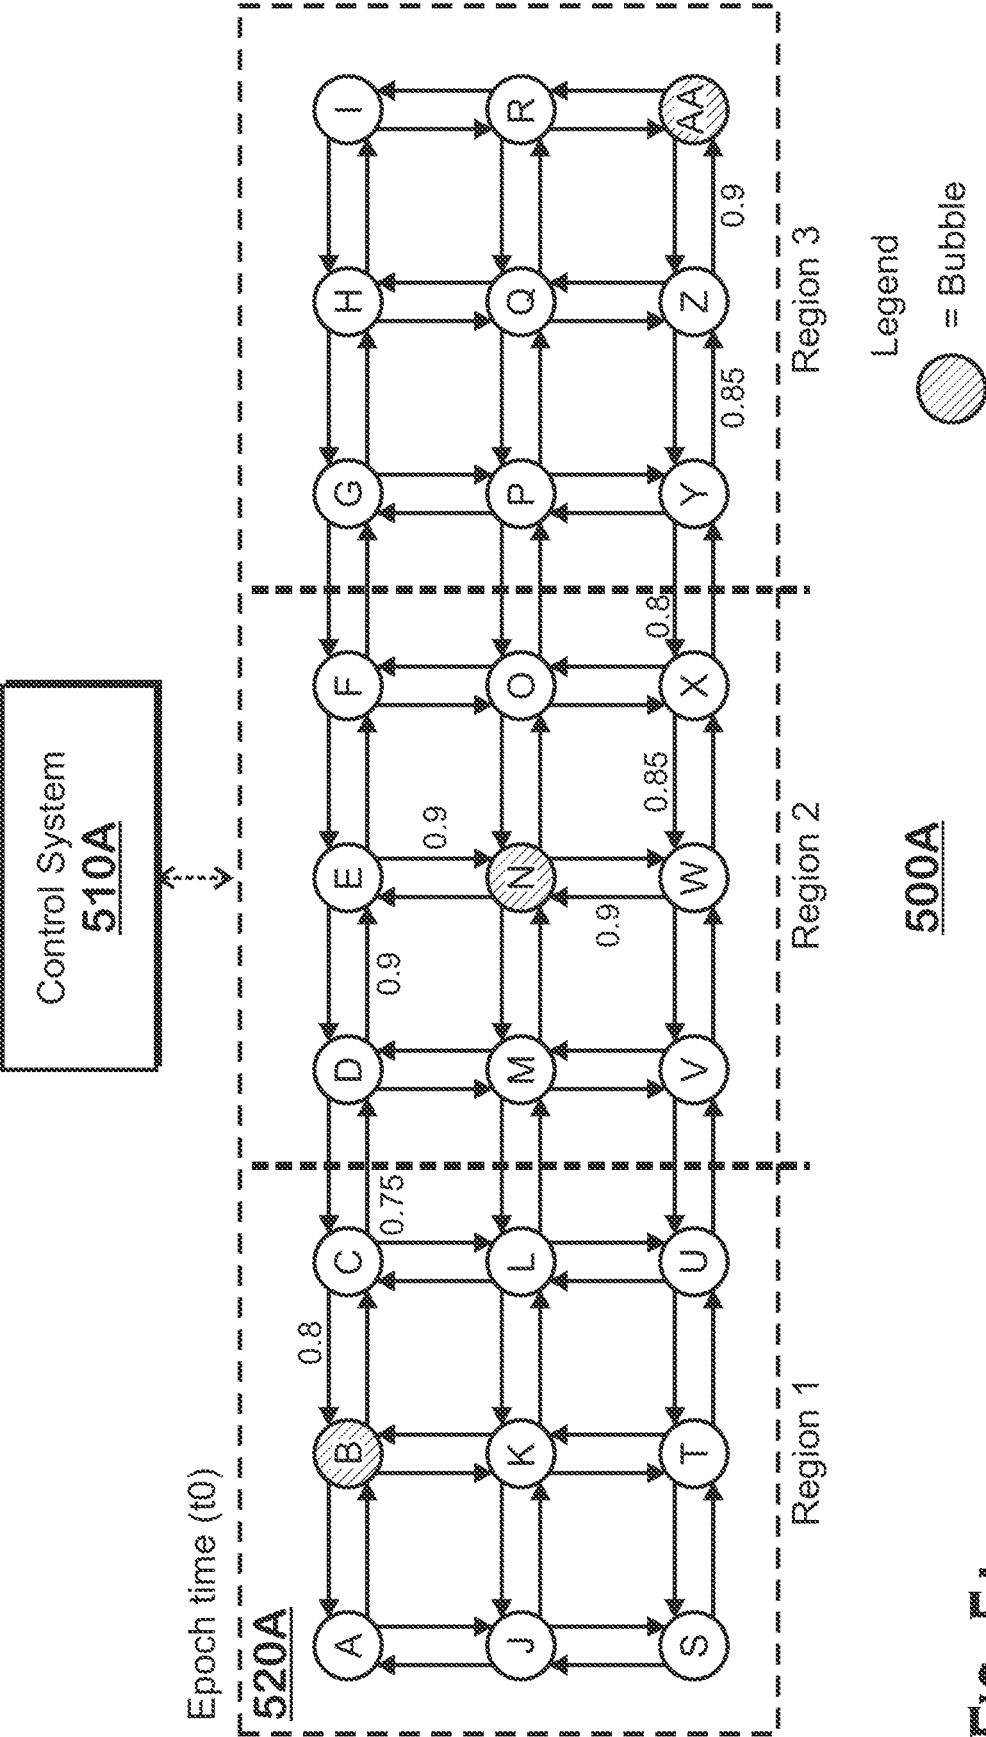 Control System
510A
Epoch time (t0)
520A
A
B
C
D
E
F
G
H
I
0.8
0.75
0.9
0.9
J
K
L
M
N
O
P
Q
R
0.9
0.85
0.8
S
T
U
V
W
X
Y
Z
AA
0.85
0.9
Region 1
Region 2
Region 3
Legend
= Bubble
500A